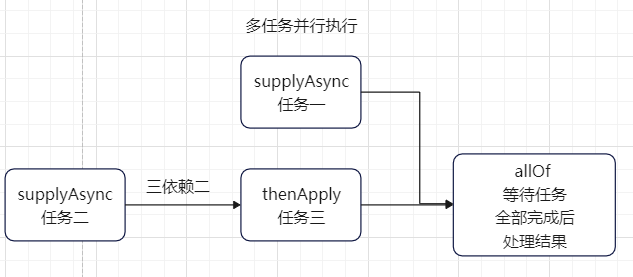 多任务并行执行
supplyAsync
任务一
supplyAsync
任务二
三依赖二
thenApply
任务三
allOf
等待任务
全部完成后
处理结果